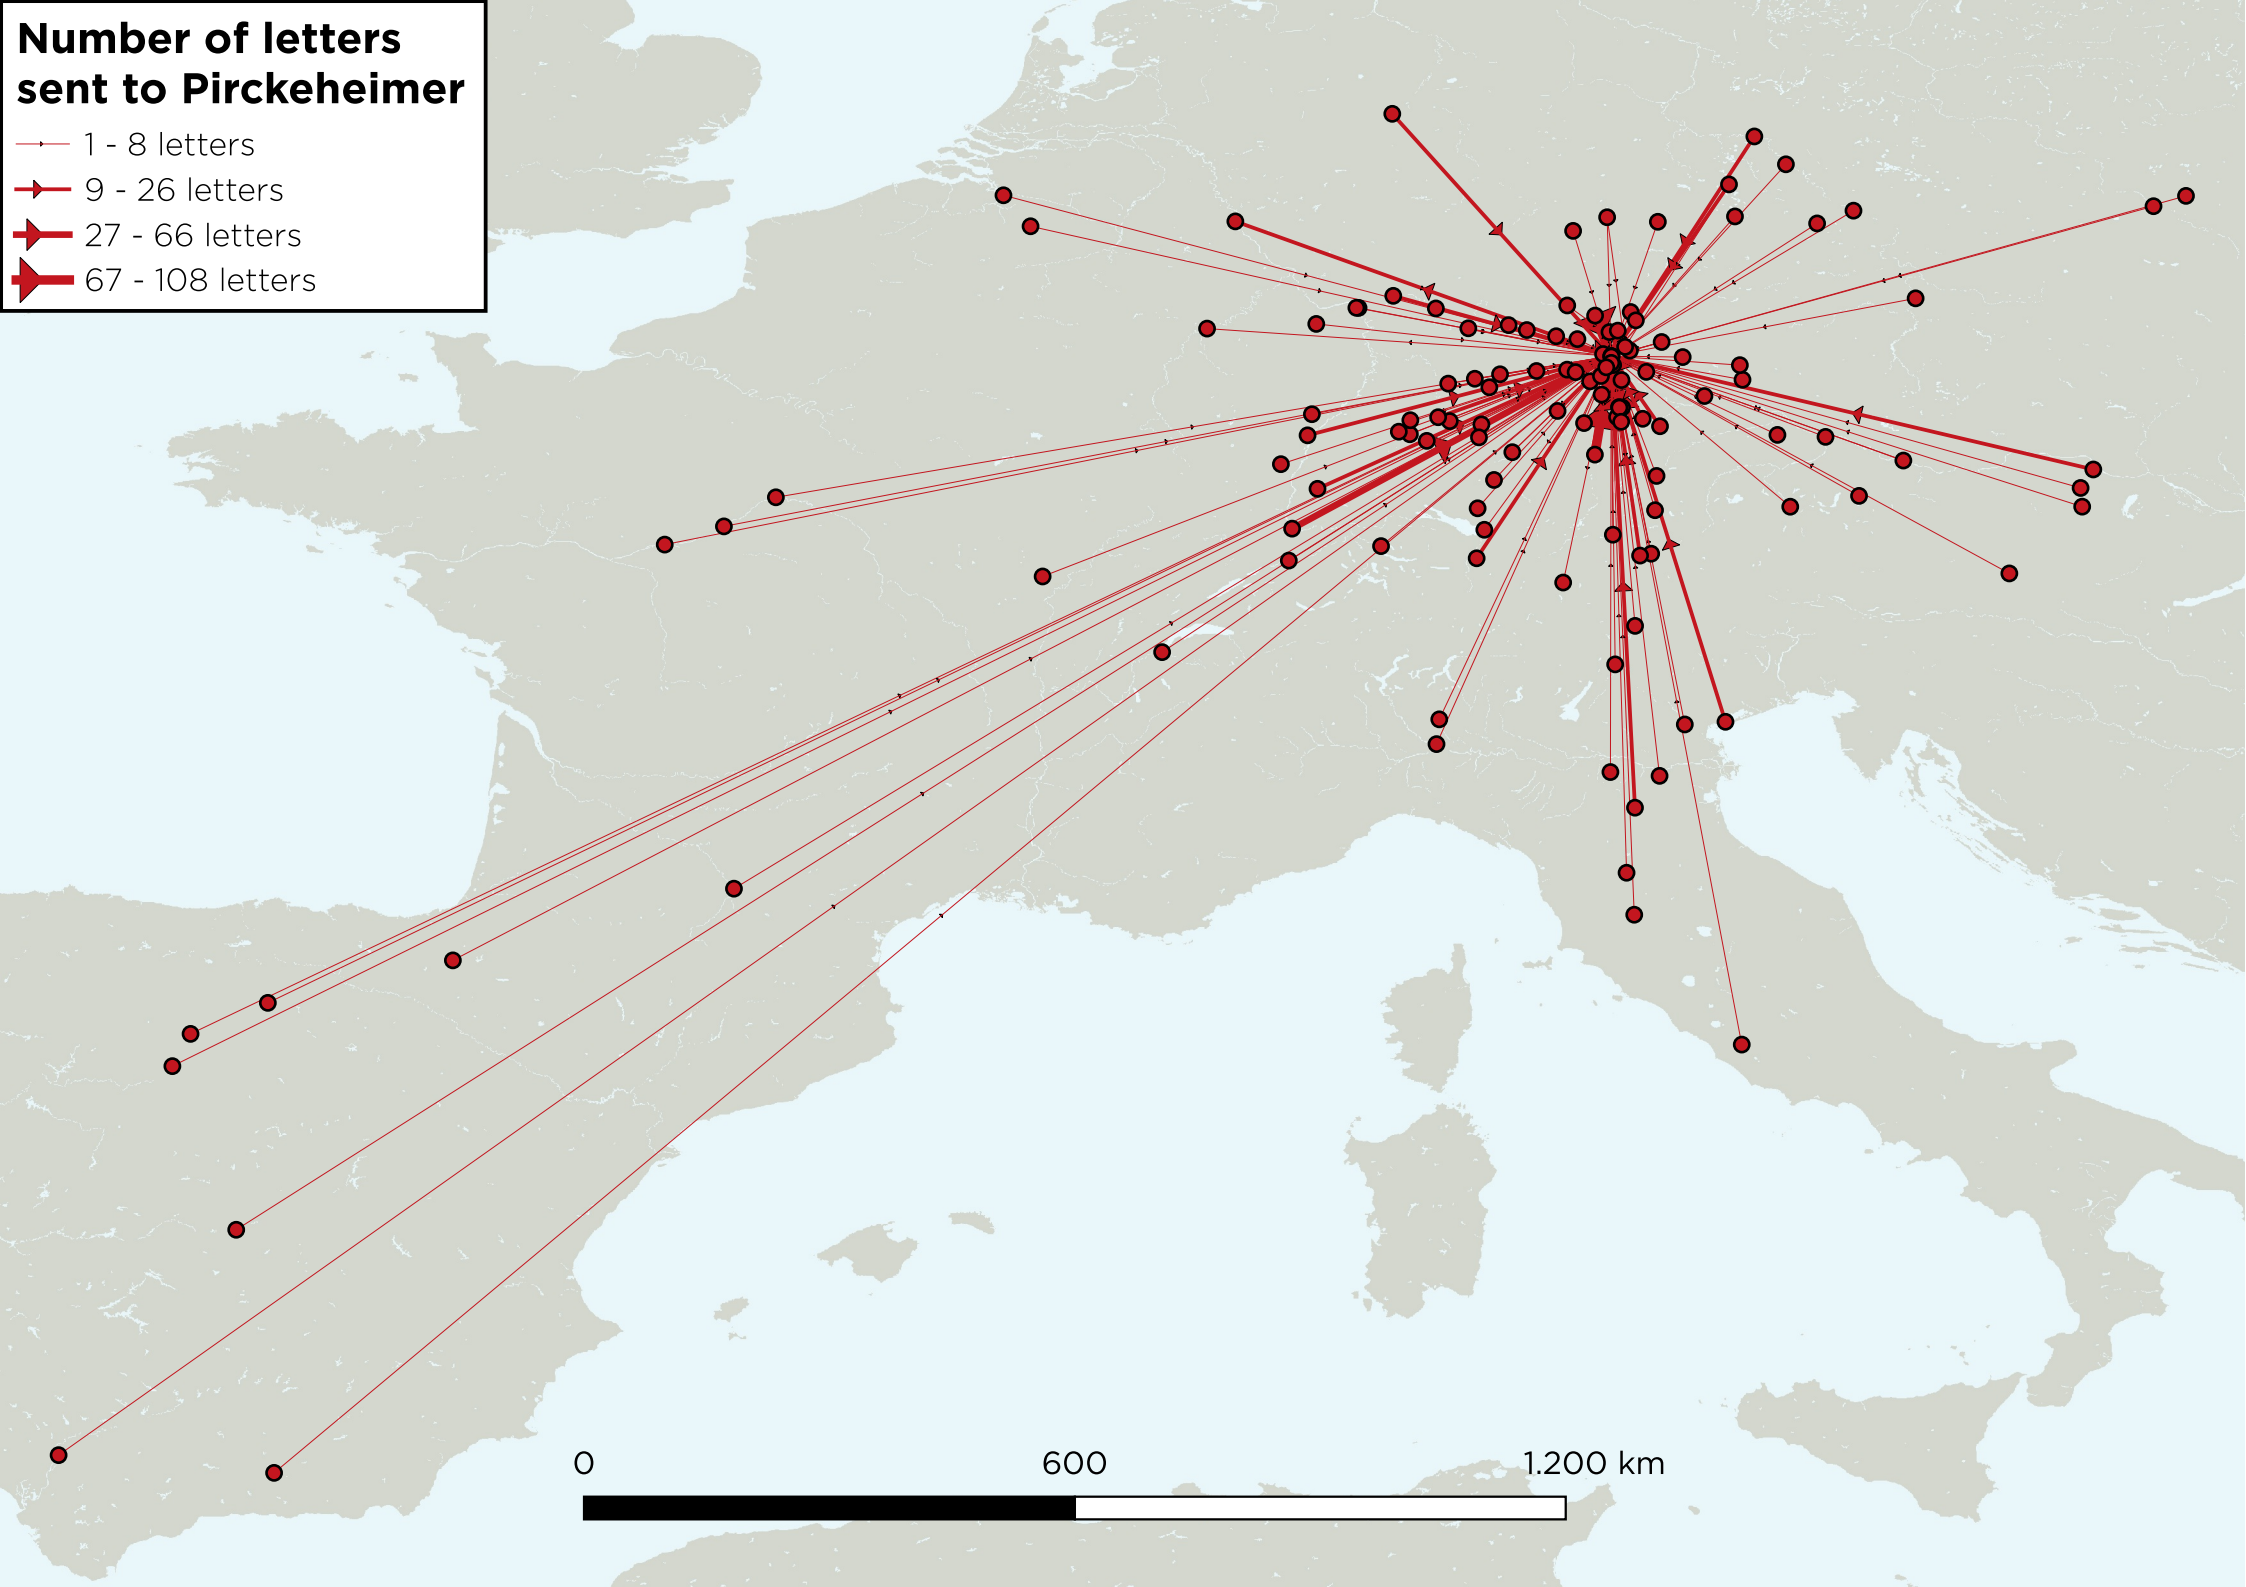 Number of letters
sent to Pirckeheimer
1 - 8 letters
9 - 26 letters
27 - 66 letters
67 - 108 letters
0 600 1.200 km